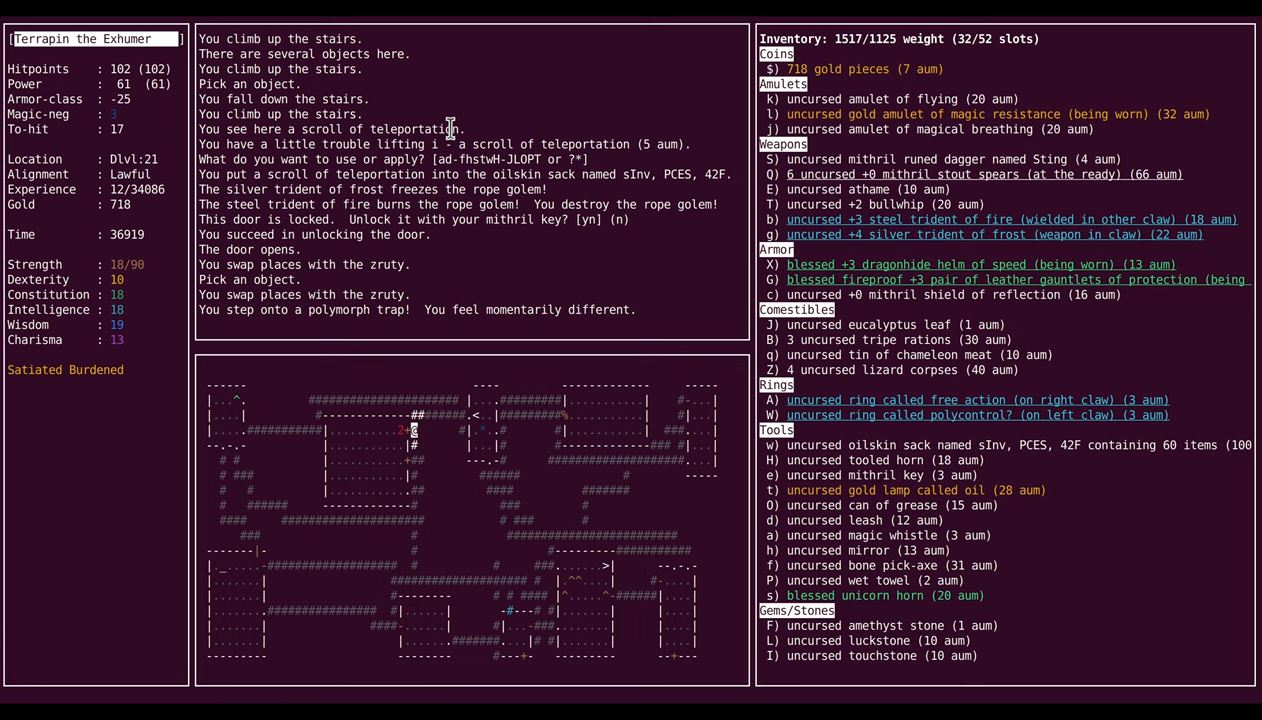 [Terrapin the Exhumer ]
Hitpoints : 102 (102)
Power : 61 (61)
Armor-class : -25
Magic-neg : 3
To-hit : 17
Location : Dlvl:21
Alignment : Lawful
Experience : 12/34086
Gold : 718
Time : 36919
Strength : 18/90
Dexterity : 10
Constitution : 18
Intelligence : 18
Wisdom : 19
Charisma : 13
Satiated Burdened
You climb up the stairs.
There are several objects here.
You climb up the stairs.
Pick an object.
You fall down the stairs.
You climb up the stairs.
You see here a scroll of teleportation.
You have a little trouble lifting i - a scroll of teleportation (5 aum).
What do you want to use or apply? [ad-fhstwH-JLOPT or ?*]
You put a scroll of teleportation into the oilskin sack named sInv, PCES, 42F.
The silver trident of frost freezes the rope golem!
The steel trident of fire burns the rope golem! You destroy the rope golem!
This door is locked. Unlock it with your mithril key? [yn] (n)
You succeed in unlocking the door.
The door opens.
You swap places with the zruty.
Pick an object.
You swap places with the zruty.
You step onto a polymorph trap! You feel momentarily different.
Inventory: 1517/1125 weight (32/52 slots)
Coins
$) 718 gold pieces (7 aum)
Amulets
k) uncursed amulet of flying (20 aum)
l) uncursed gold amulet of magic resistance (being worn) (32 aum)
j) uncursed amulet of magical breathing (20 aum)
Weapons
S) uncursed mithril runed dagger named Sting (4 aum)
Q) 6 uncursed +0 mithril stout spears (at the ready) (66 aum)
E) uncursed athame (10 aum)
T) uncursed +2 bullwhip (20 aum)
b) uncursed +3 steel trident of fire (wielded in other claw) (18 aum)
g) uncursed +4 silver trident of frost (weapon in claw) (22 aum)
Armor
X) blessed +3 dragonhide helm of speed (being worn) (13 aum)
G) blessed fireproof +3 pair of leather gauntlets of protection (being
c) uncursed +0 mithril shield of reflection (16 aum)
Comestibles
J) uncursed eucalyptus leaf (1 aum)
B) 3 uncursed tripe rations (30 aum)
q) uncursed tin of chameleon meat (10 aum)
Z) 4 uncursed lizard corpses (40 aum)
Rings
A) uncursed ring called free action (on right claw) (3 aum)
W) uncursed ring called polycontrol? (on left claw) (3 aum)
Tools
w) uncursed oilskin sack named sInv, PCES, 42F containing 60 items (100
H) tooled horn (18 aum)
e) mithril key (3 aum)
t) uncursed gold lamp called oil (28 aum)
O) uncursed can of grease (15 aum)
d) leash (12 aum)
a) magic whistle (3 aum)
h) mirror (13 aum)
f) uncursed bone pick-axe (31 aum)
P) uncursed wet towel (2 aum)
s) blessed unicorn horn (20 aum)
Gems/Stones
F) uncursed amethyst stone (1 aum)
L) uncursed luckstone (10 aum)
I) uncursed touchstone (10 aum)